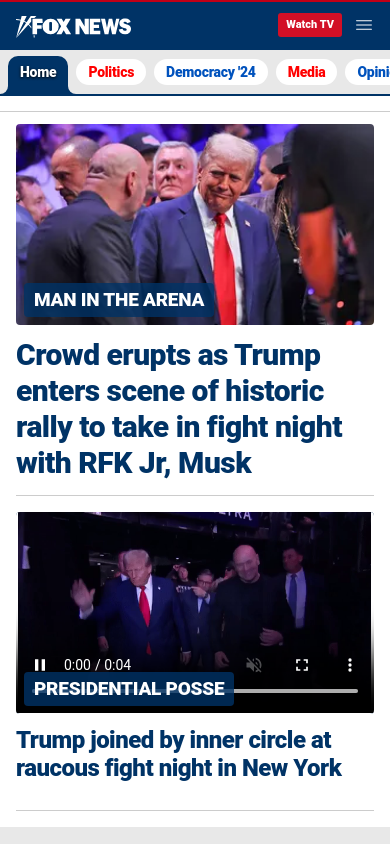 FOX NEWS
Watch TV
Home
Politics
Democracy '24
Media
Opini
MAN IN THE ARENA
Crowd erupts as Trump
enters scene of historic
rally to take in fight night
with RFK Jr, Musk
0:00 / 0:04
PRESIDENTIAL POSSE
Trump joined by inner circle at
raucous fight night in New York